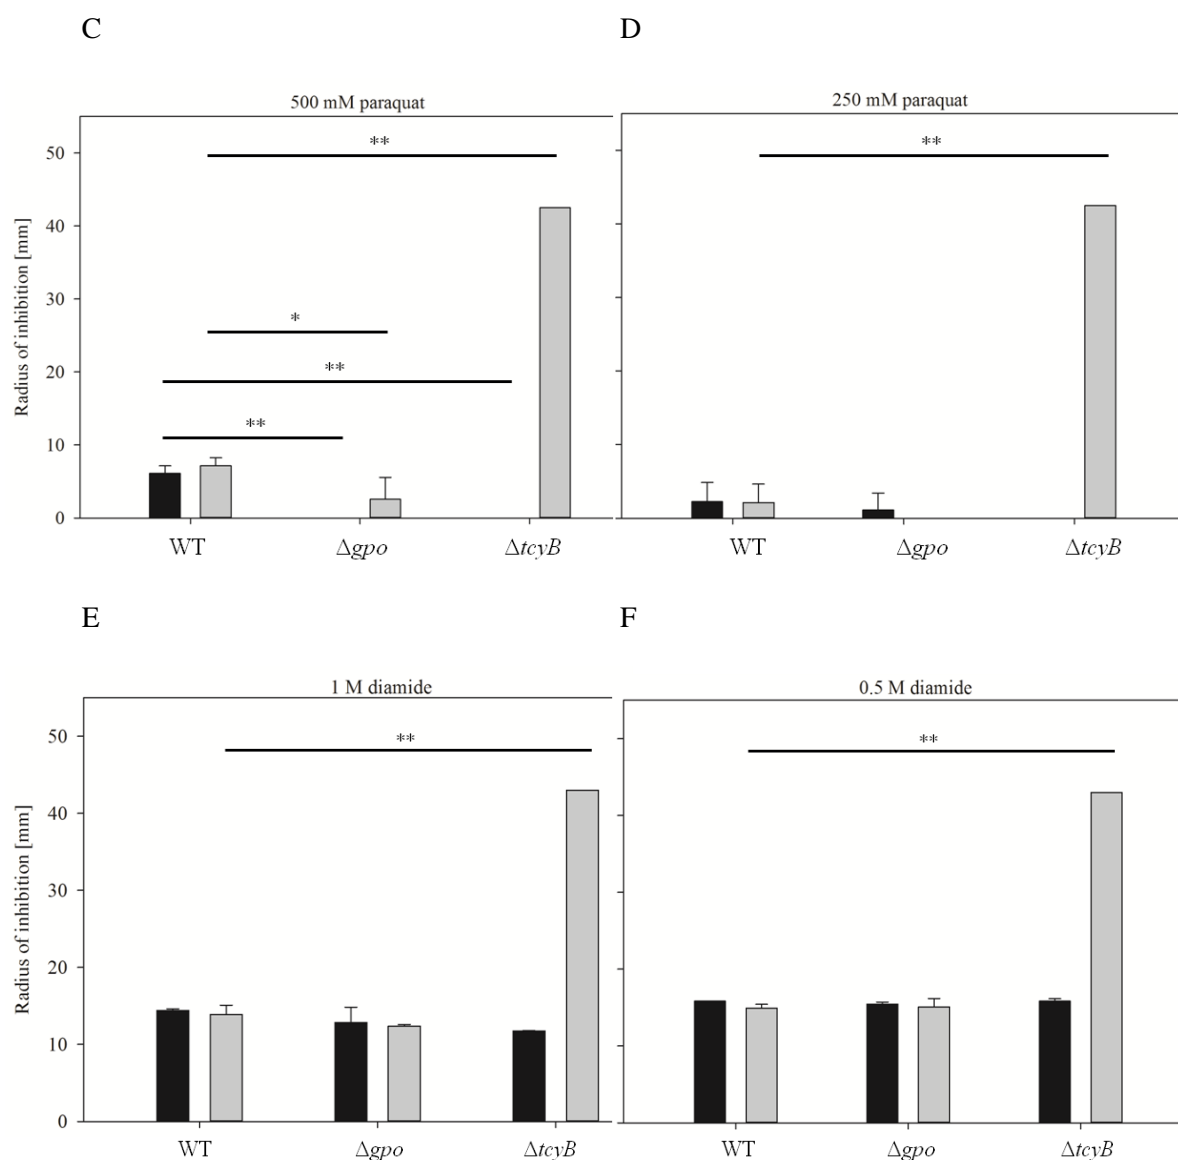 C
D
500 mM paraquat
250 mM paraquat
Radius of inhibition [mm]
50
40
30
20
10
0
**
*
**
**
**
WT
Δgpo
ΔtcyB
WT
Δgpo
ΔtcyB
E
F
1 M diamide
0.5 M diamide
Radius of inhibition [mm]
50
40
30
20
10
0
**
**
WT
Δgpo
ΔtcyB
WT
Δgpo
ΔtcyB